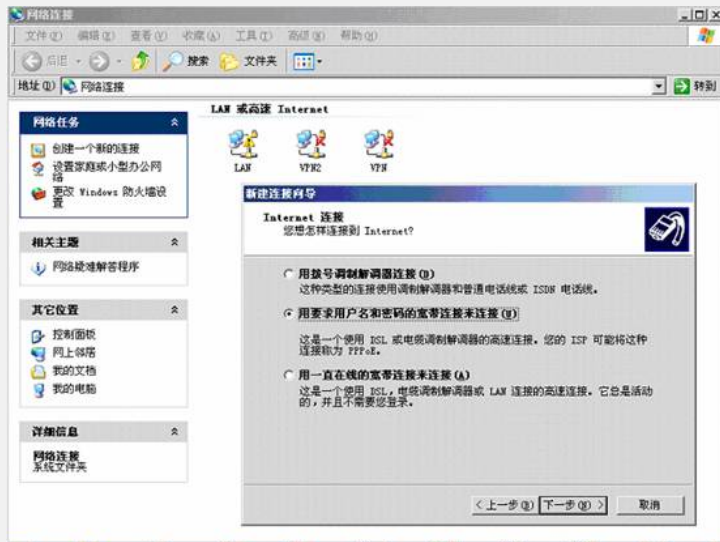 网络连接
文件(F) 编辑(E) 查看(V) 收藏(A) 工具(T) 高级(N) 帮助(H)
后退 搜索 文件夹
地址(D) 网络连接 转到
网络任务
创建一个新的连接
设置家庭或小型办公网
络
更改 Windows 防火墙设
置
相关主题
网络疑难解答程序
其它位置
控制面板
网上邻居
我的文档
我的电脑
详细信息
网络连接
系统文件夹
LAN 或高速 Internet
LAN VPN2 VPN
新建连接向导
Internet 连接
您想怎样连接到 Internet?
用拨号调制解调器连接(D)
这种类型的连接使用调制解调器和普通电话线或 ISDN 电话线。
用要求用户名和密码的宽带连接来连接(U)
这是一个使用 DSL 或电缆调制解调器的高速连接。您的 ISP 可能将这种
连接称为 PPPoE。
用一直在线的宽带连接来连接(A)
这是一个使用 DSL,电缆调制解调器或 LAN 连接的高速连接。它总是活动
的,并且不需要您登录。
<上一步(B) 下一步(N)> 取消